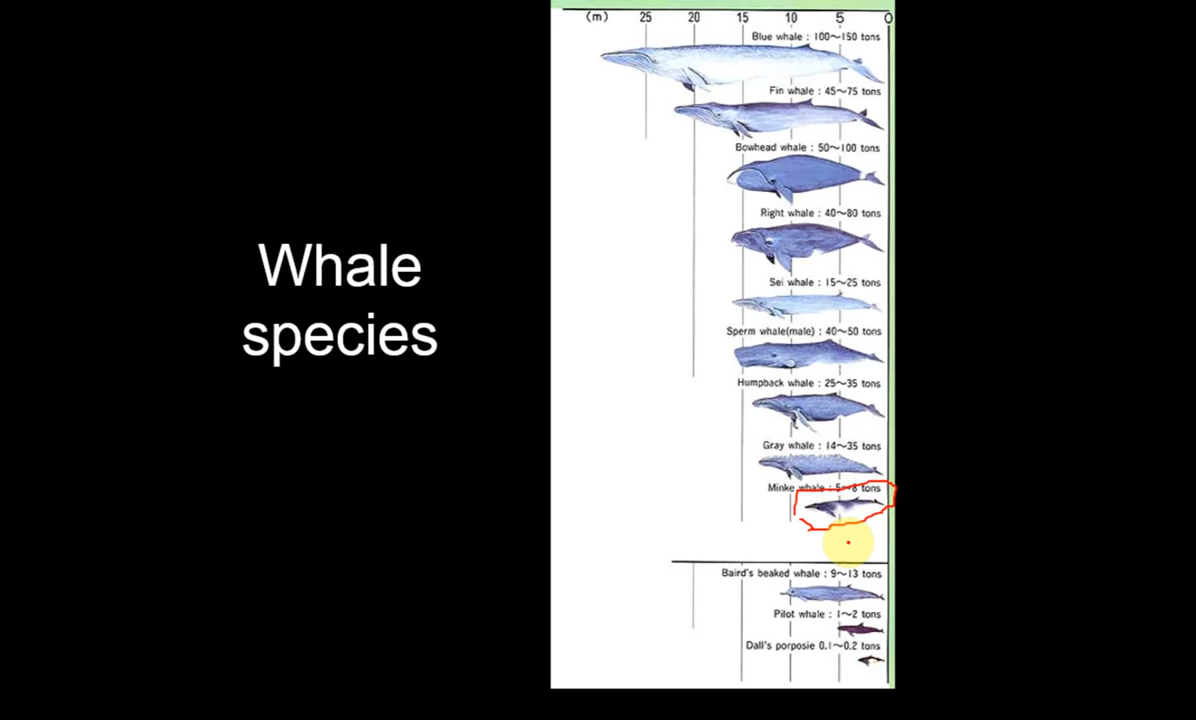 Whale
species
(m) 25 20 15 10 5 0
Blue whale : 100〜150 tons
Fin whale : 45〜75 tons
Bowhead whale : 50〜100 tons
Right whale : 40〜80 tons
Sei whale : 15〜25 tons
Sperm whale(male) : 40〜50 tons
Humpback whale : 25〜35 tons
Gray whale : 14〜35 tons
Minke whale : 5〜8 tons
Baird's beaked whale : 9〜13 tons
Pilot whale : 1〜2 tons
Dall's porposie 0.1〜0.2 tons